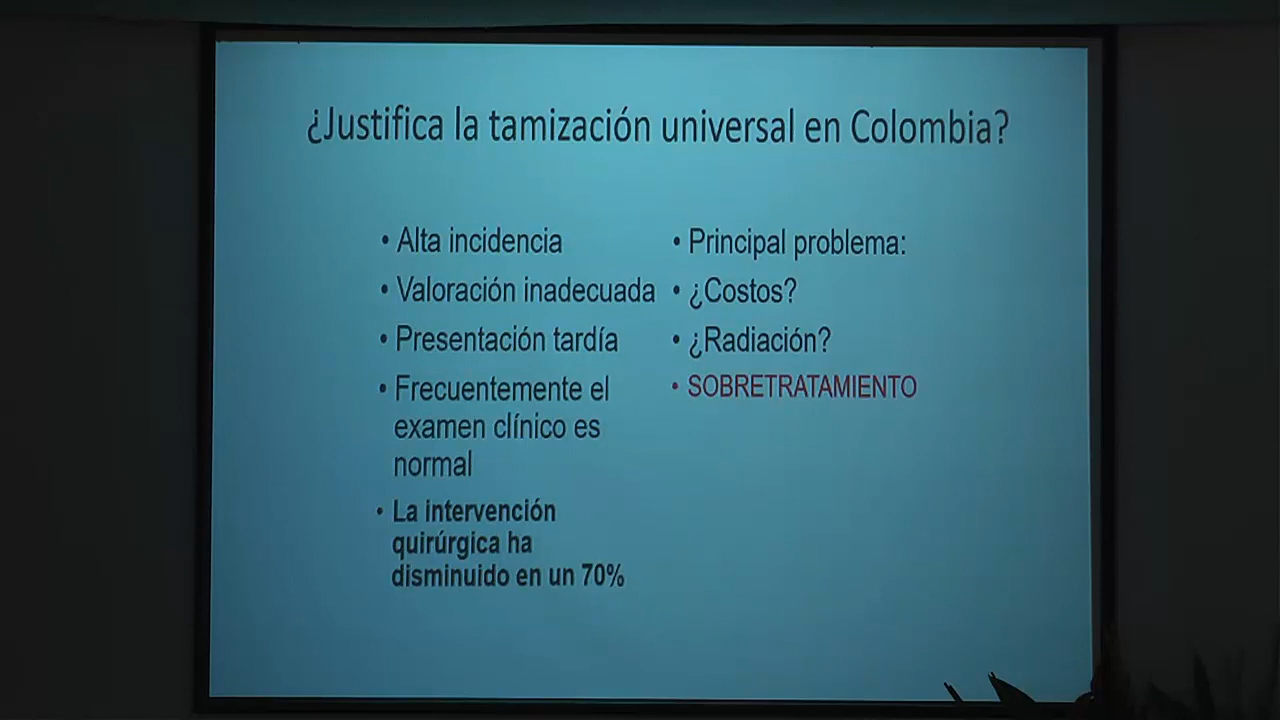 ¿Justifica la tamización universal en Colombia?
• Alta incidencia
• Valoración inadecuada
• Presentación tardía
• Frecuentemente el
examen clínico es
normal
• La intervención
quirúrgica ha
disminuido en un 70%
• Principal problema:
• ¿Costos?
• ¿Radiación?
• SOBRETRATAMIENTO